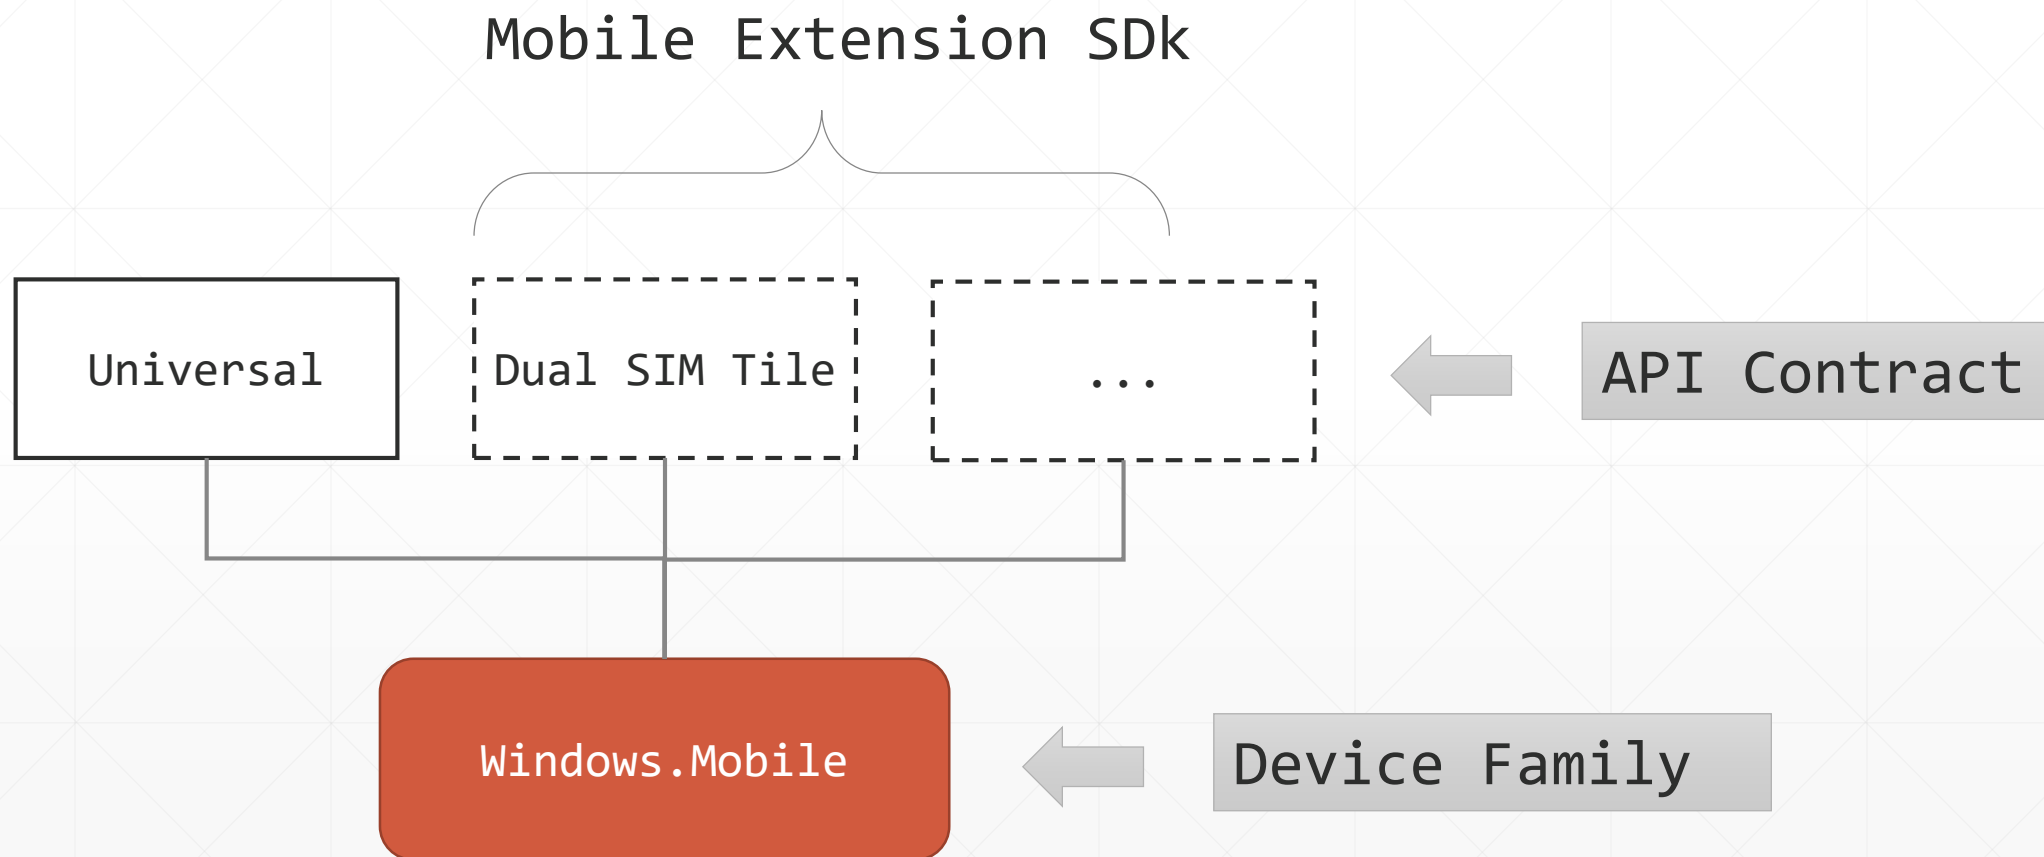 Mobile Extension SDk
Universal
Dual SIM Tile
...
API Contract
Windows.Mobile
Device Family